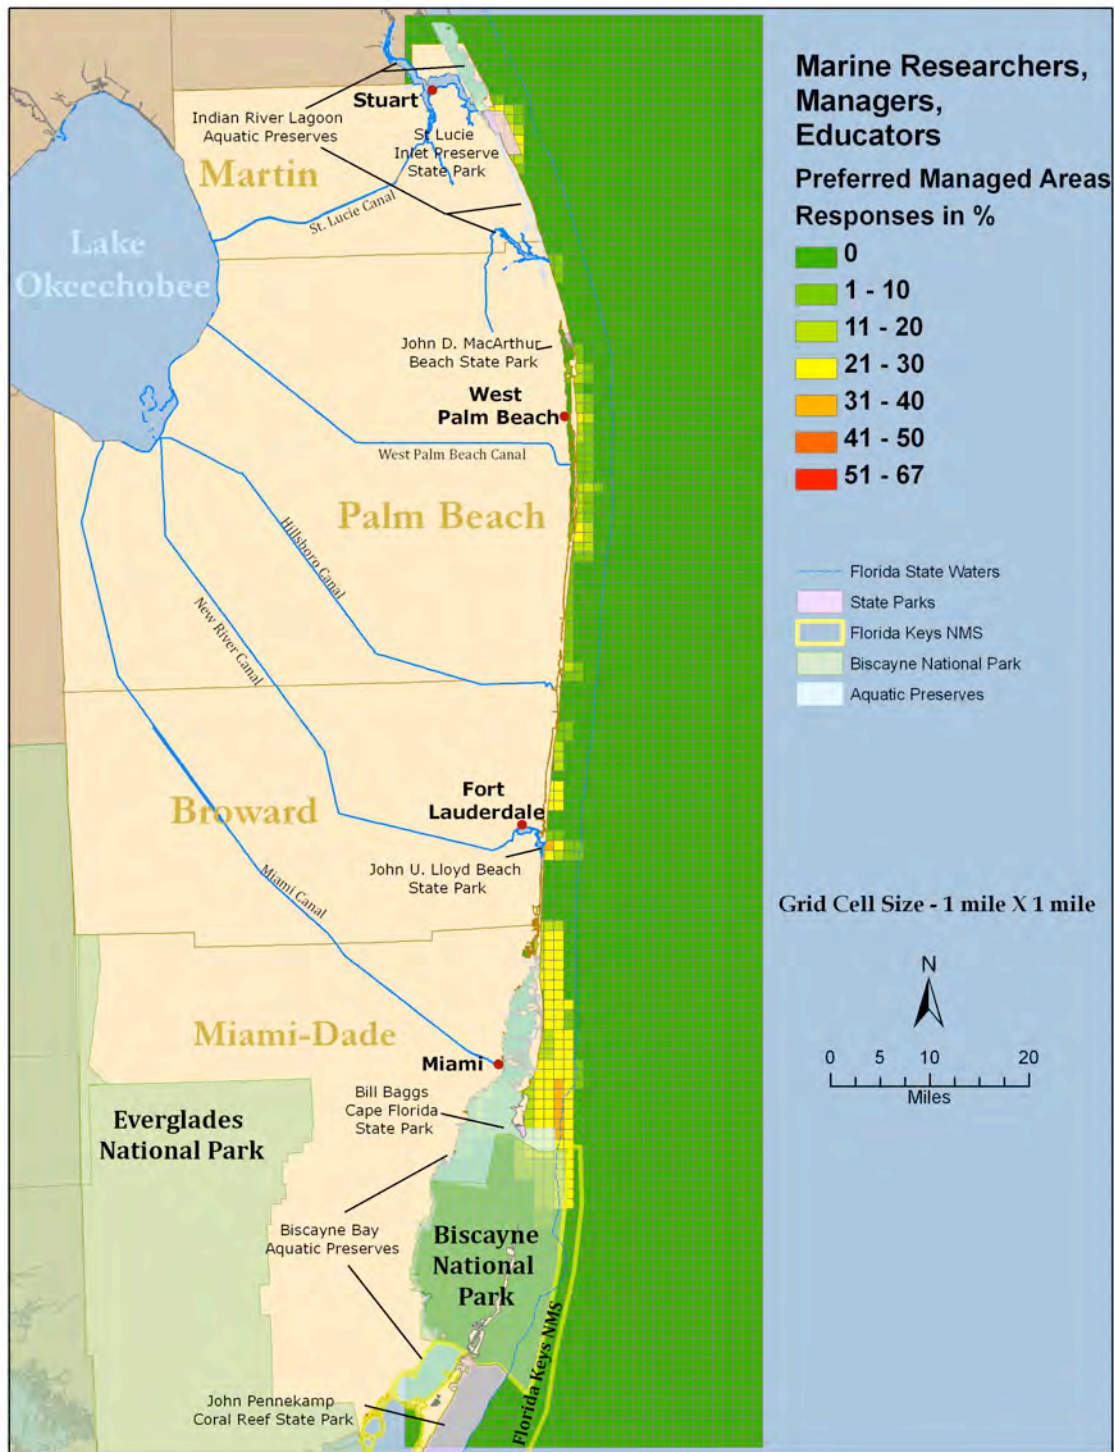 Stuart
Indian River Lagoon
Aquatic Preserves
St Lucie
Inlet Preserve
State Park
Martin
St. Lucie Canal
Lake
Okeechobee
John D. MacArthur
Beach State Park
West
Palm Beach
West Palm Beach Canal
Palm Beach
Hillsboro Canal
New River Canal
Fort
Lauderdale
Broward
John U. Lloyd Beach
State Park
Miami Canal
Miami-Dade
Miami
Bill Baggs
Cape Florida
State Park
Everglades
National Park
Biscayne Bay
Aquatic Preserves
Biscayne
National
Park
Florida Keys NMS
John Pennekamp
Coral Reef State Park
Marine Researchers,
Managers,
Educators
Preferred Managed Areas
Responses in %
0
1 - 10
11 - 20
21 - 30
31 - 40
41 - 50
51 - 67
Florida State Waters
State Parks
Florida Keys NMS
Biscayne National Park
Aquatic Preserves
Grid Cell Size - 1 mile X 1 mile
N
0 5 10 20
Miles